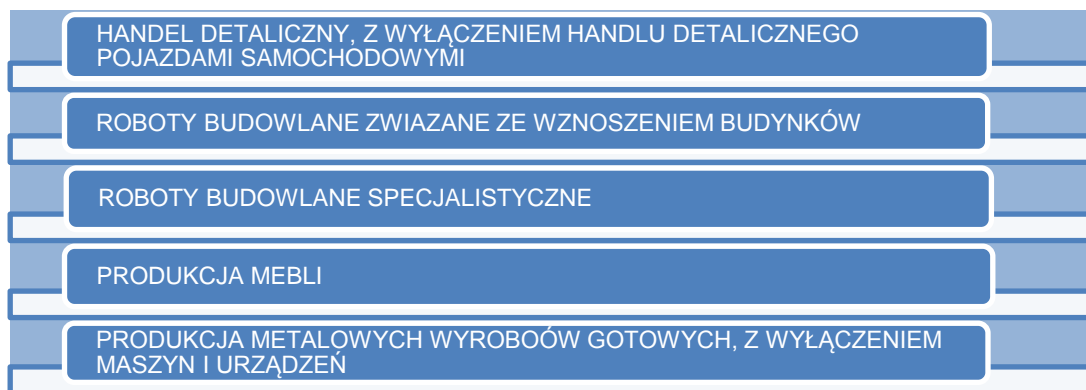 HANDEL DETALICZNY, Z WYŁĄCZENIEM HANDLU DETALICZNEGO
POJAZDAMI SAMOCHODOWYMI
ROBOTY BUDOWLANE ZWIAZANE ZE WZNOSZENIEM BUDYNKÓW
ROBOTY BUDOWLANE SPECJALISTYCZNE
PRODUKCJA MEBLI
PRODUKCJA METALOWYCH WYROBOÓW GOTOWYCH, Z WYŁĄCZENIEM
MASZYN I URZĄDZEŃ